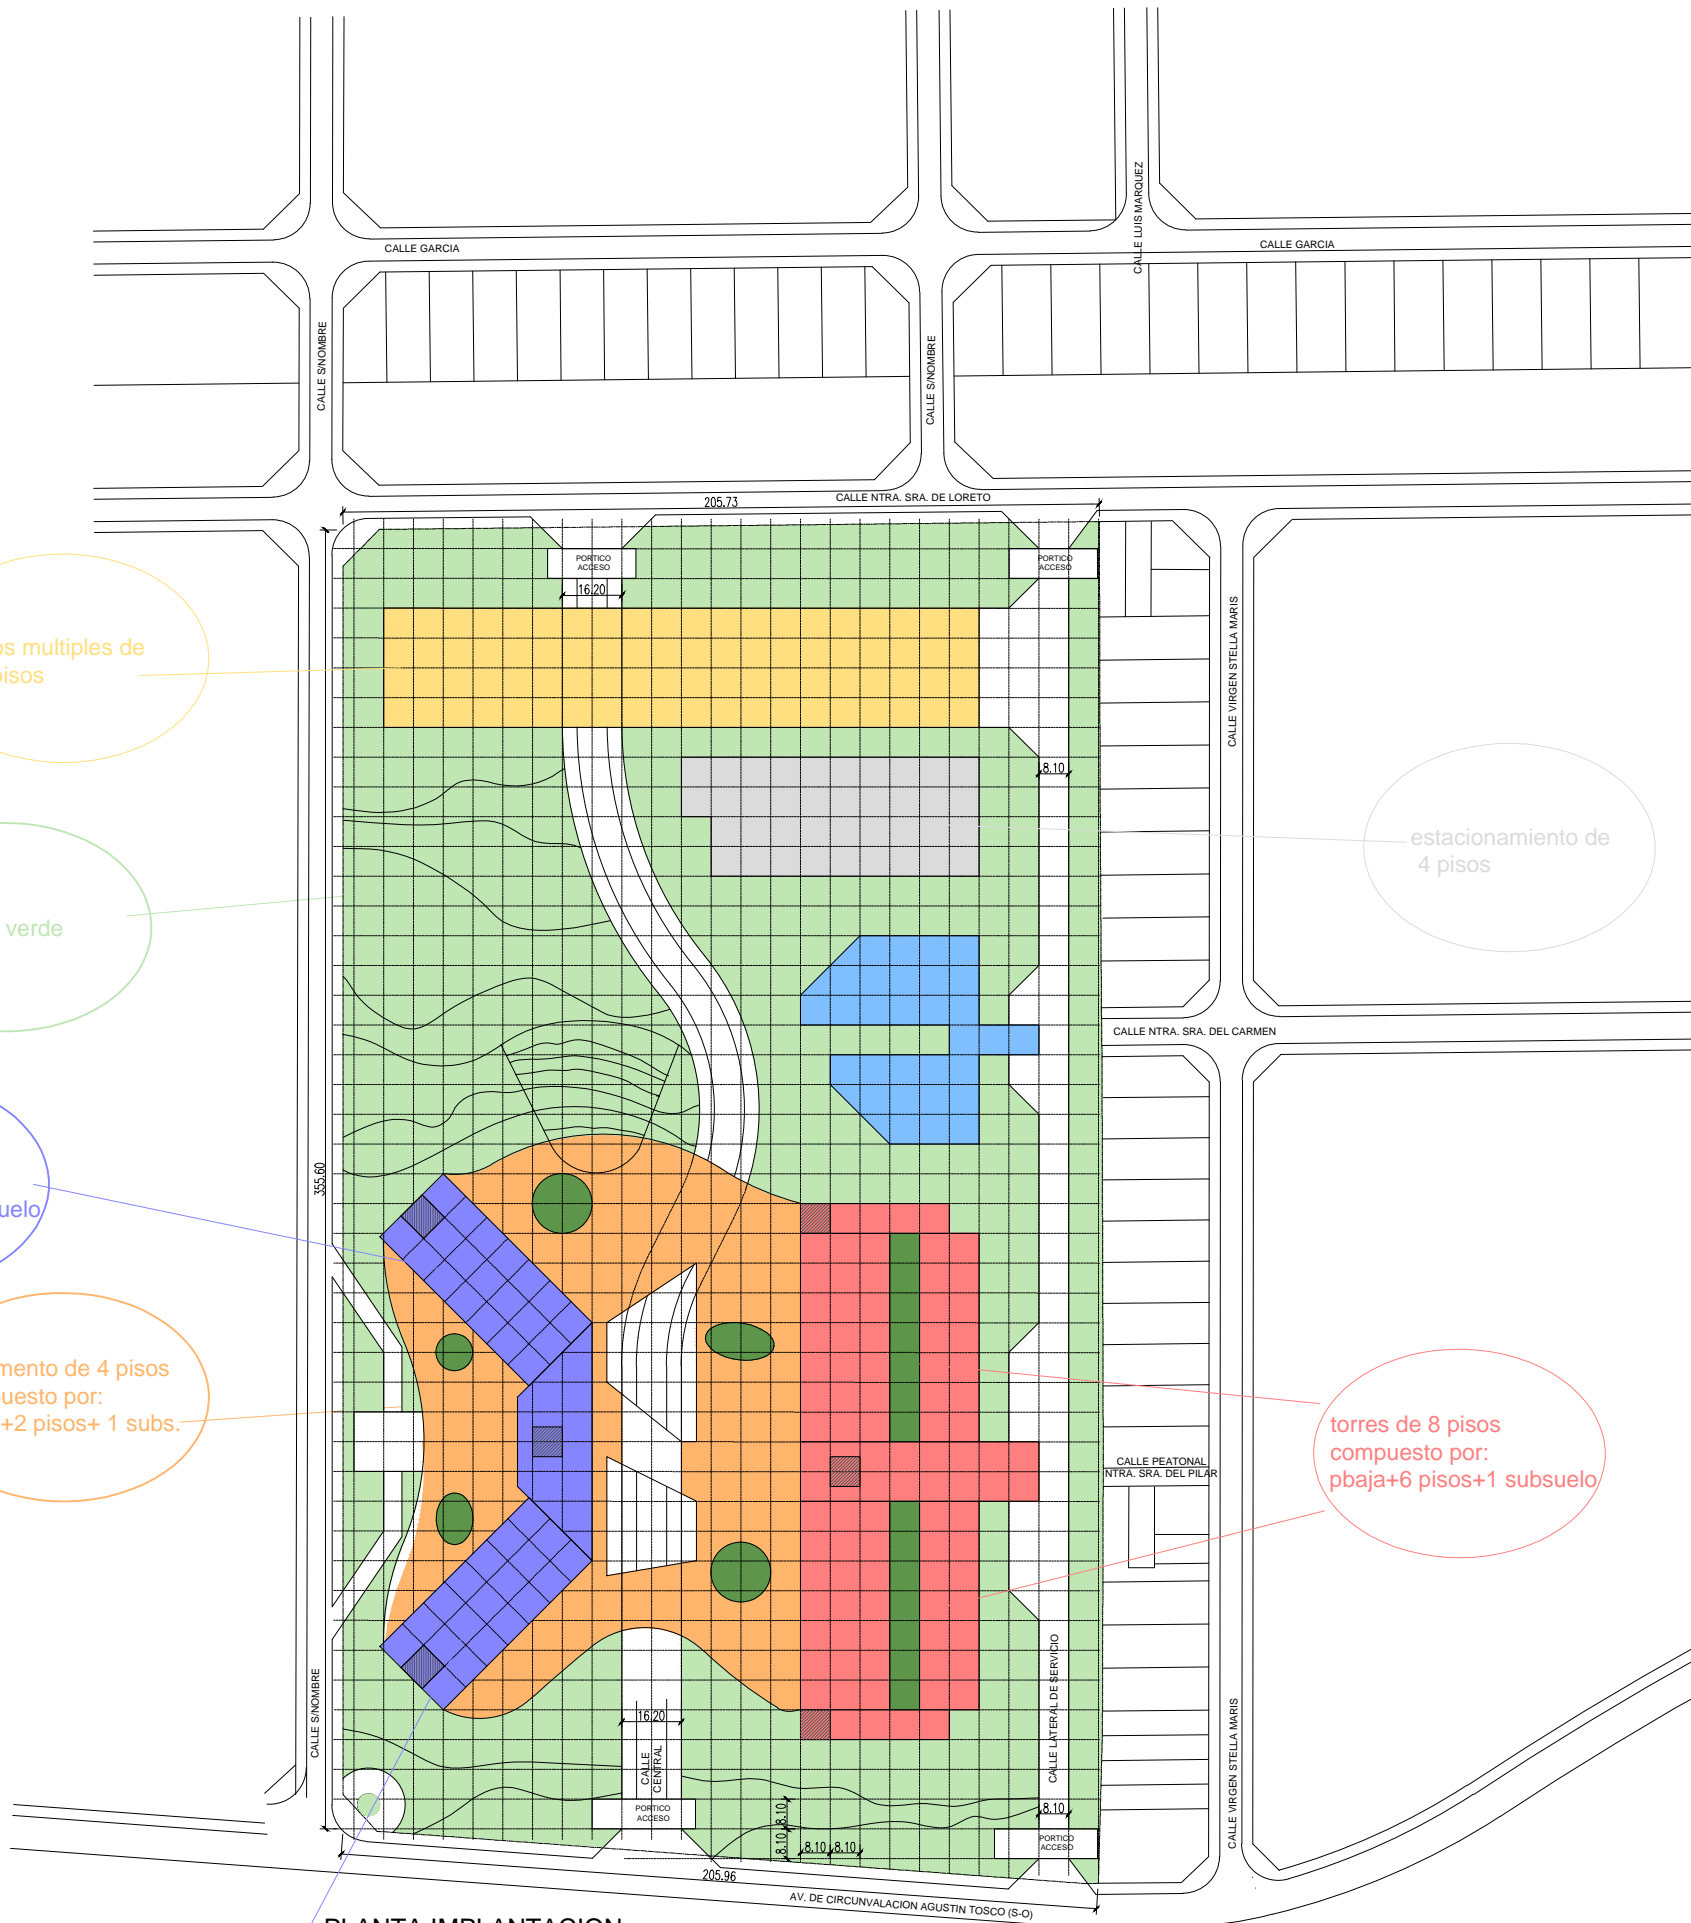 CALLE LUIS MARQUEZ
CALLE GARCIA
CALLE GARCIA
CALLE S/NOMBRE
CALLE S/NOMBRE
CALLE NTRA. SRA. DE LORETO
205.73
PORTICO
ACCESO
PORTICO
ACCESO
16.20
multiples de
CALLE VIRGEN STELLA MARIS
8.10
estacionamiento de
4 pisos
verde
CALLE NTRA. SRA. DEL CARMEN
355.60
de 4 pisos
por:
+2 pisos+ 1 subs.
torres de 8 pisos
compuesto por:
pbaja+6 pisos+1 subsuelo
CALLE PEATONAL
NTRA. SRA. DEL PILAR
CALLE S/NOMBRE
CALLE LATERAL DE SERVICIO
CALLE VIRGEN STELLA MARIS
16.20
CALLE
CENTRAL
PORTICO
ACCESO
8.10
8.10
8.10
8.10
8.10
PORTICO
ACCESO
205.96
AV. DE CIRCUNVALACION AGUSTIN TOSCO (S-O)
PLANTA IMPLANTACION